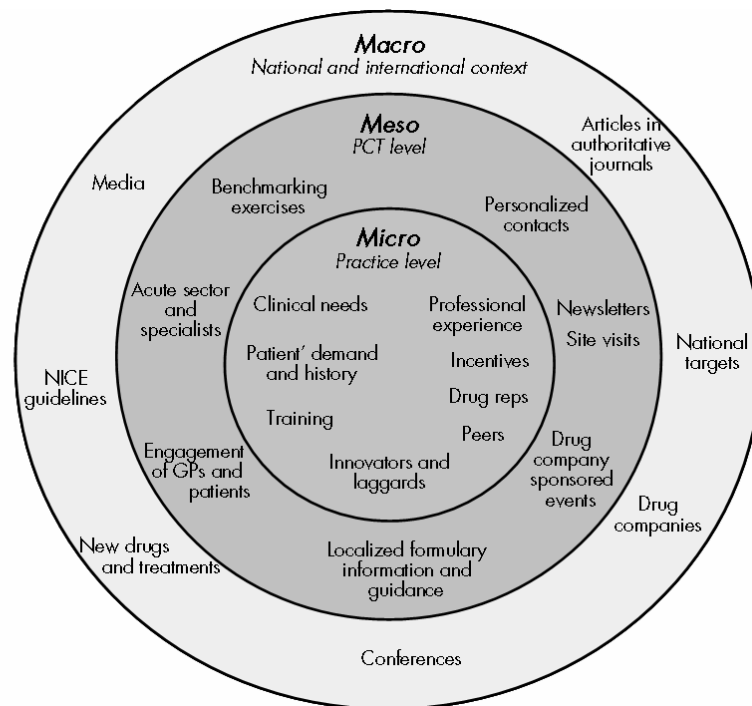 Macro
National and international context
Meso
PCT level
Articles in
authoritative
journals
Media
Benchmarking
exercises
Personalized
contacts
Micro
Practice level
Acute sector
and
specialists
Clinical needs
Professional
experience
Newsletters
Site visits
National
targets
Patient’ demand
and history
Incentives
NICE
guidelines
Drug reps
Training
Peers
Engagement
of GPs and
patients
Innovators and
laggards
Drug
company
sponsored
events
Drug
companies
New drugs
and treatments
Localized formulary
information and
guidance
Conferences